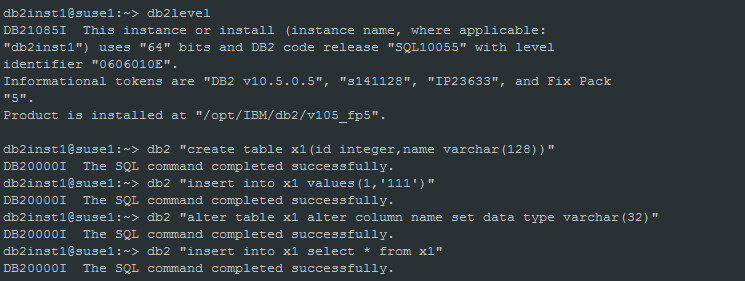 db2inst1@suse1:~> db2level
DB21085I  This instance or install (instance name, where applicable:
"db2inst1") uses "64" bits and DB2 code release "SQL10055" with level
identifier "0606010E".
Informational tokens are "DB2 v10.5.0.5", "s141128", "IP23633", and Fix Pack
"5".
Product is installed at "/opt/IBM/db2/v105_fp5".
db2inst1@suse1:~> db2 "create table x1(id integer,name varchar(128))"
DB20000I  The SQL command completed successfully.
db2inst1@suse1:~> db2 "insert into x1 values(1,'111')"
DB20000I  The SQL command completed successfully.
db2inst1@suse1:~> db2 "alter table x1 alter column name set data type varchar(32)"
DB20000I  The SQL command completed successfully.
db2inst1@suse1:~> db2 "insert into x1 select * from x1"
DB20000I  The SQL command completed successfully.